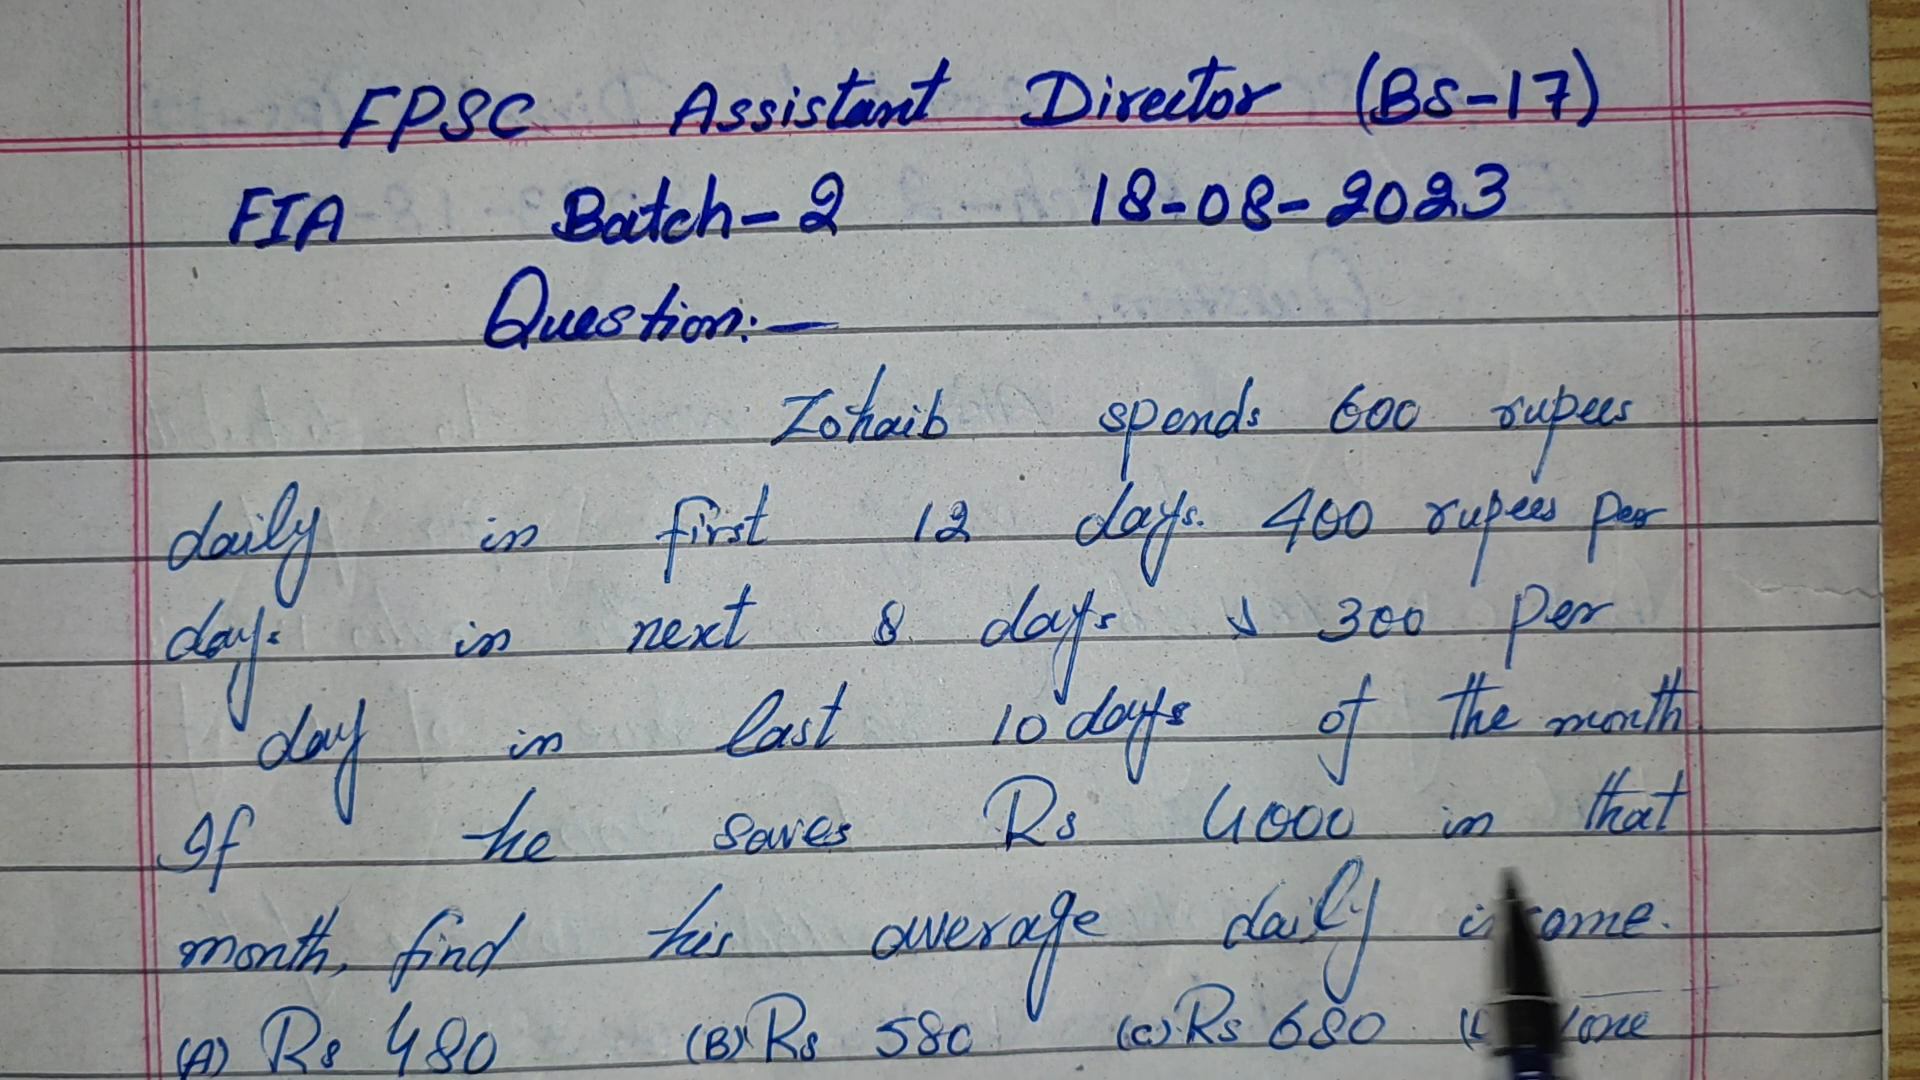 FPSC Assistant Director (BS-17)
FIA Batch-2 18-08-2023
Question:-
Zohaib spends 600 rupees
daily in first 12 days. 400 rupees per
day. in next 8 days & 300 per
day in last 10 days of the month.
If he saves Rs 4000 in that
month, find his average daily income.
(A) Rs 480 (B) Rs 580 (C) Rs 680